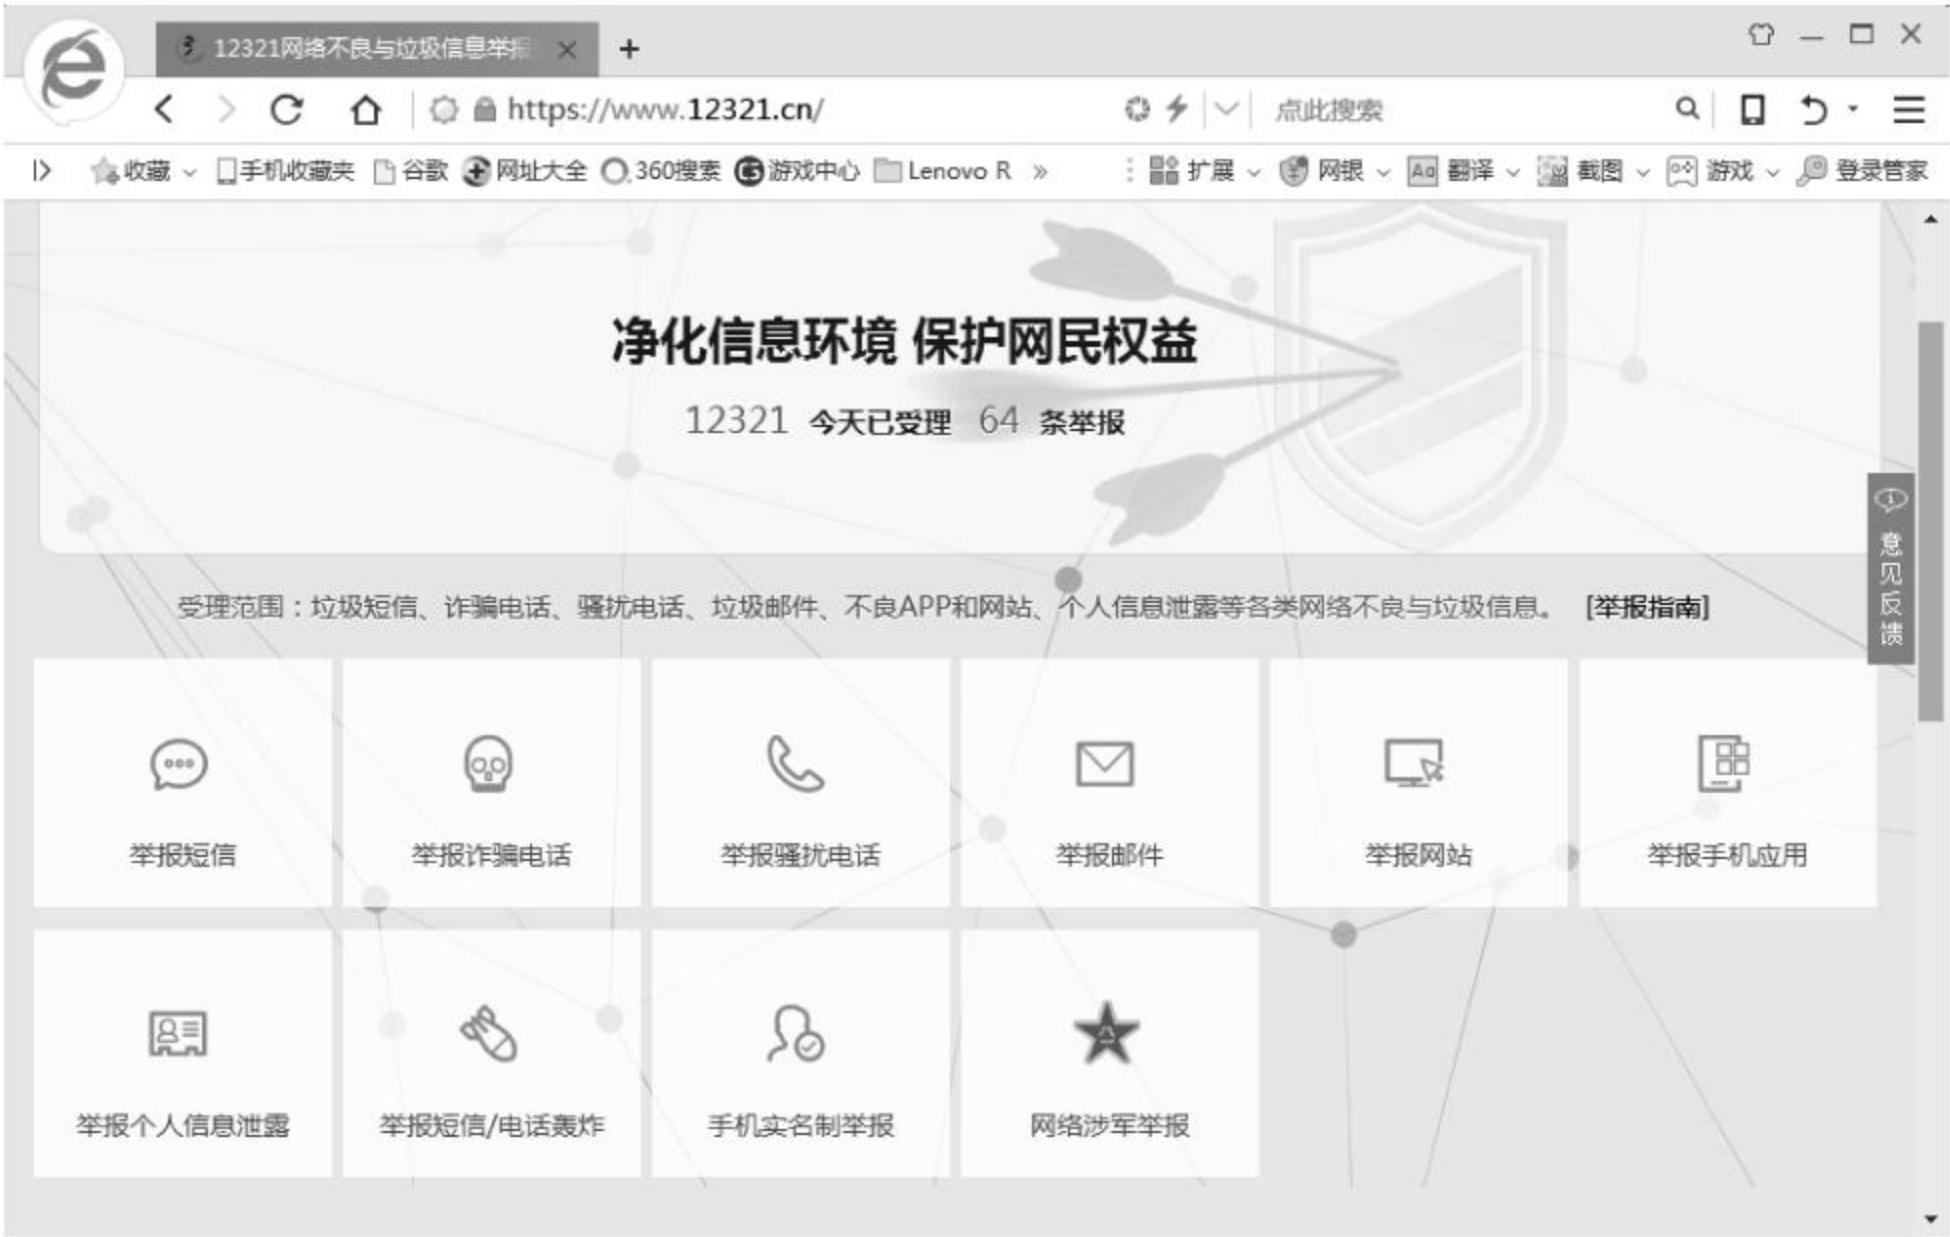 12321网络不良与垃圾信息举报
https://www.12321.cn/
点此搜索
收藏 手机收藏夹 谷歌 网址大全 360搜索 游戏中心 Lenovo R » 扩展 网银 Aa 翻译 截图 游戏 登录管家
净化信息环境 保护网民权益
12321 今天已受理 64 条举报
意见反馈
受理范围：垃圾短信、诈骗电话、骚扰电话、垃圾邮件、不良APP和网站、个人信息泄露等各类网络不良与垃圾信息。 [举报指南]
举报短信 举报诈骗电话 举报骚扰电话 举报邮件 举报网站 举报手机应用
举报个人信息泄露 举报短信/电话轰炸 手机实名制举报 网络涉军举报